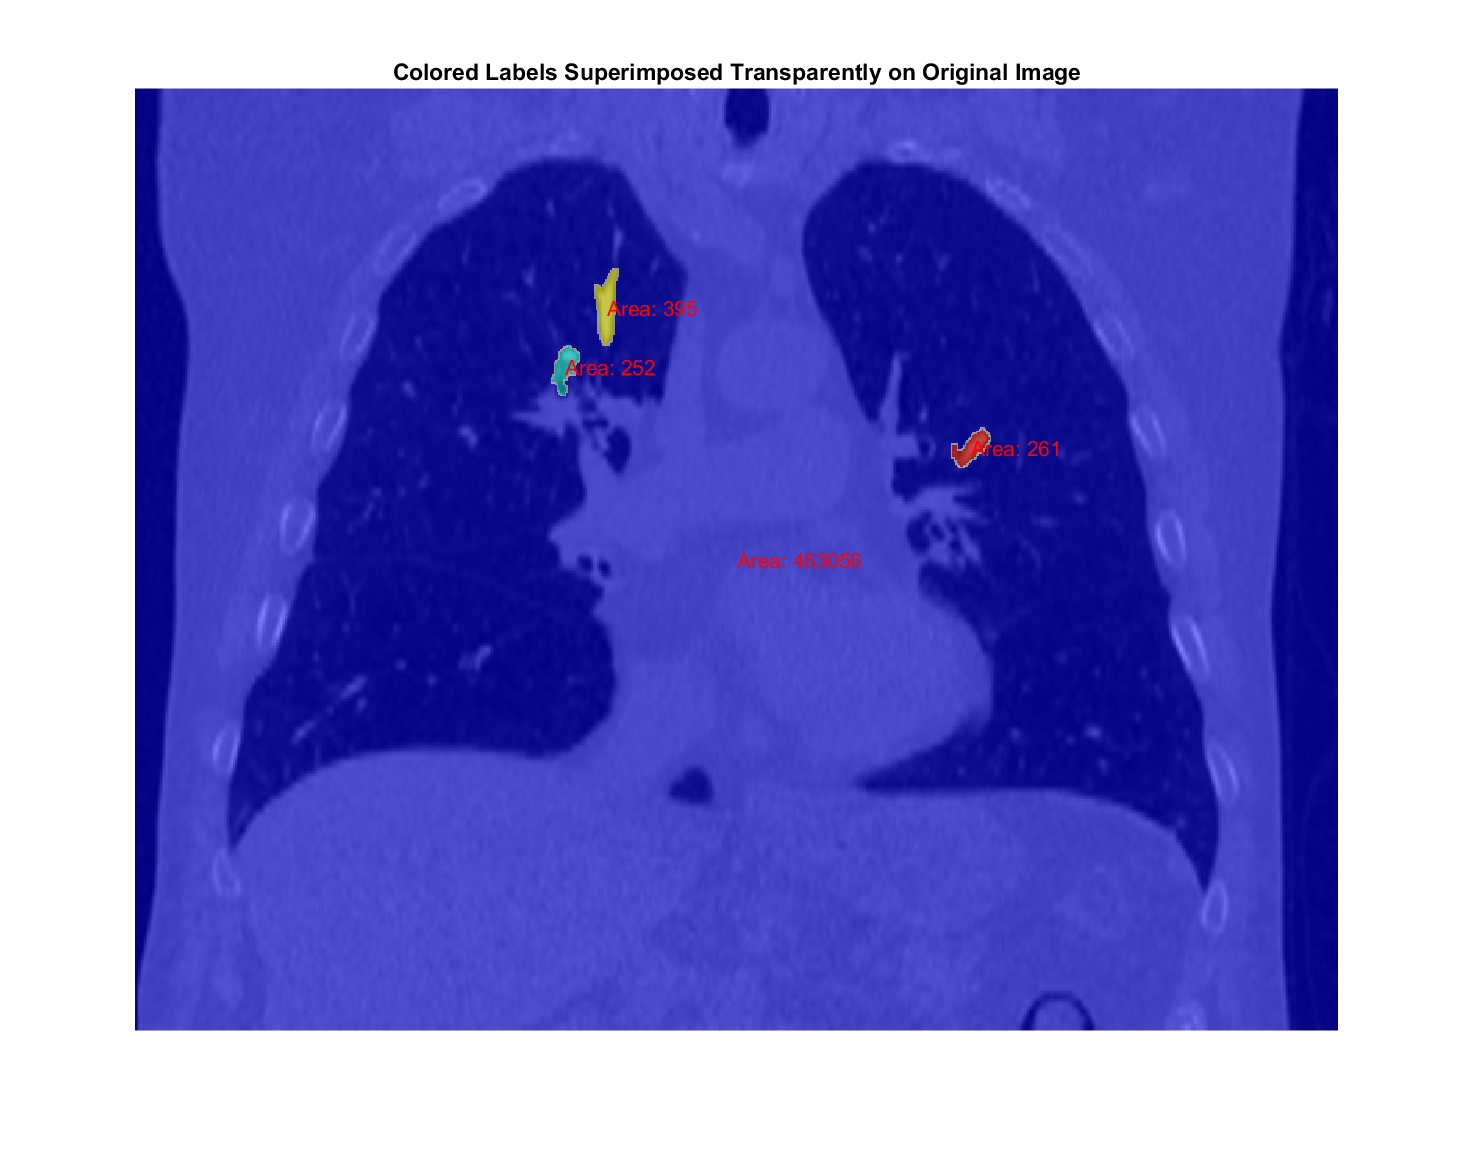 Colored Labels Superimposed Transparently on Original Image
Area: 395
Area: 252
Area: 261
Area: 463056